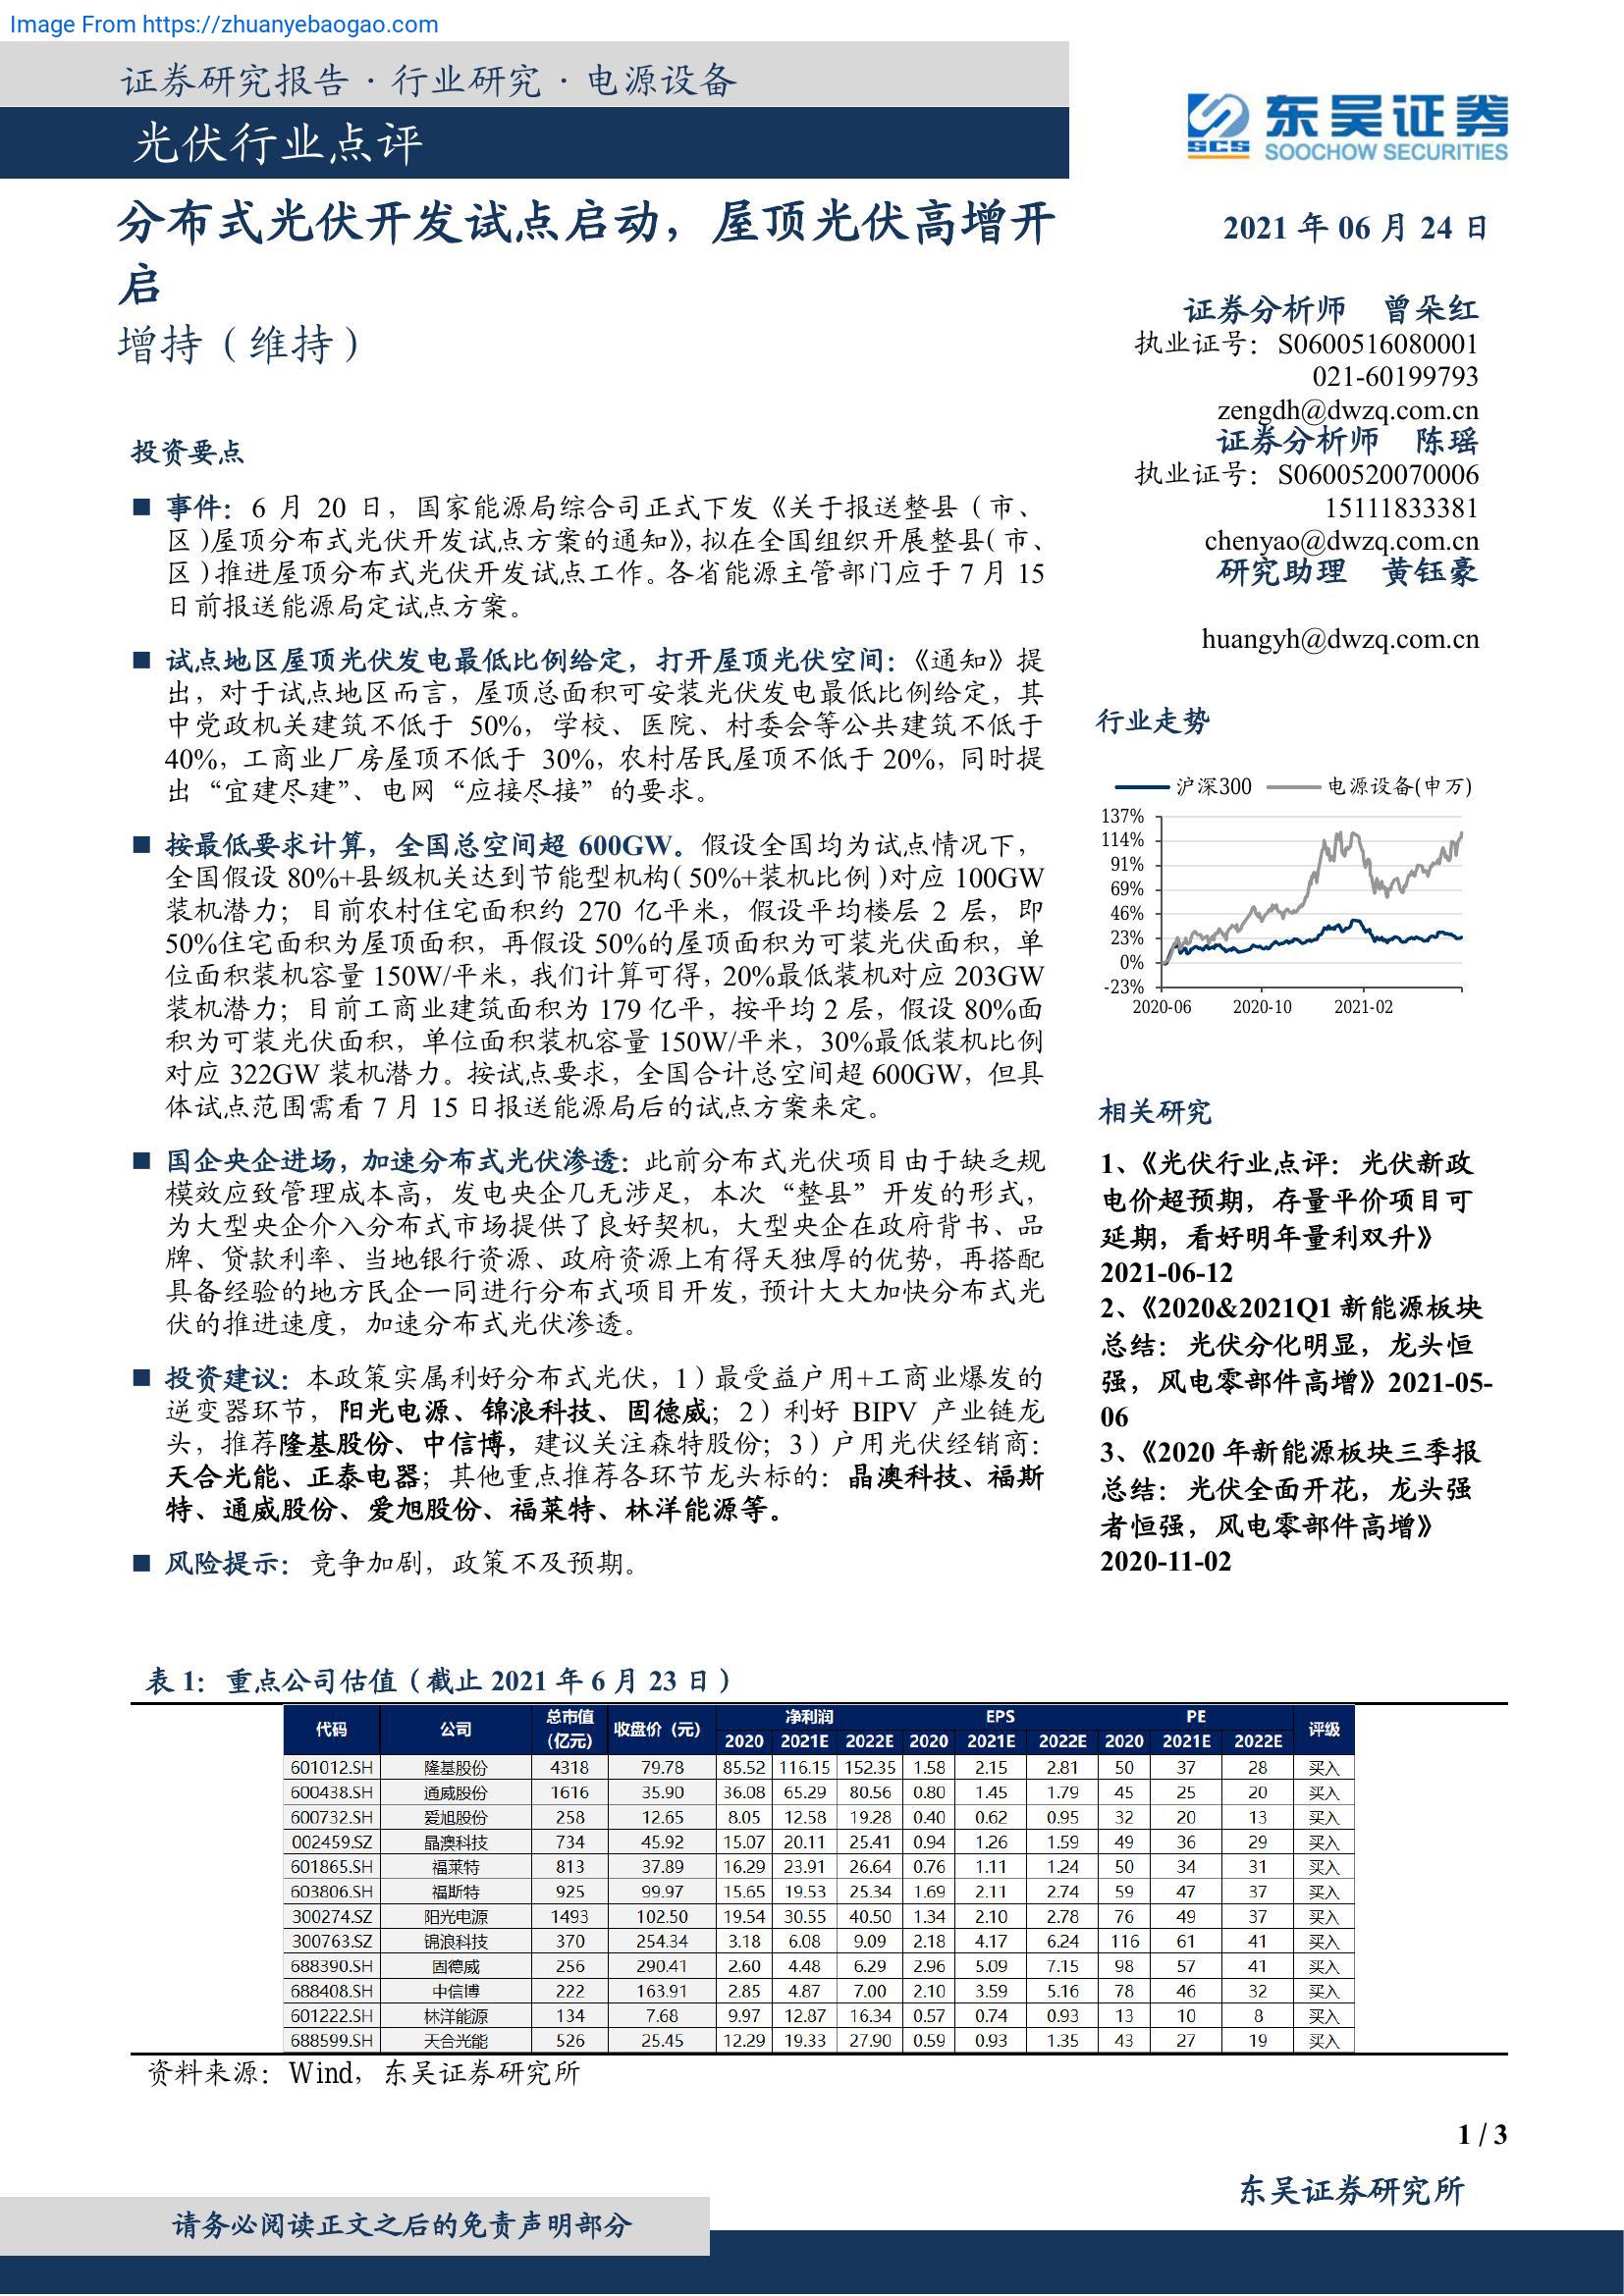 Image From https://zhuanyebaogao.com
证券研究报告·行业研究·电源设备
光伏行业点评
东吴证券
SCS
SOOCHOW SECURITIES
分布式光伏开发试点启动，屋顶光伏高增开
启
增持（维持）
2021 年 06 月 24 日
证券分析师 曾朵红
执业证号：S0600516080001
021-60199793
zengdh@dwzq.com.cn
证券分析师 陈瑶
执业证号：S0600520070006
15111833381
chenyao@dwzq.com.cn
研究助理 黄钰豪
huangyh@dwzq.com.cn
投资要点
■ 事件：6 月 20 日，国家能源局综合司正式下发《关于报送整县（市、
区）屋顶分布式光伏开发试点方案的通知》，拟在全国组织开展整县（市、
区）推进屋顶分布式光伏开发试点工作。各省能源主管部门应于 7 月 15
日前报送能源局定试点方案。
■ 试点地区屋顶光伏发电最低比例给定，打开屋顶光伏空间：《通知》提
出，对于试点地区而言，屋顶总面积可安装光伏发电最低比例给定，其
中党政机关建筑不低于 50%，学校、医院、村委会等公共建筑不低于
40%，工商业厂房屋顶不低于 30%，农村居民屋顶不低于 20%，同时提
出“宜建尽建”、电网“应接尽接”的要求。
■ 按最低要求计算，全国总空间超 600GW。假设全国均为试点情况下，
全国假设 80%+县级机关达到节能型机构（50%+装机比例）对应 100GW
装机潜力；目前农村住宅面积约 270 亿平米，假设平均楼层 2 层，即
50%住宅面积为屋顶面积，再假设 50%的屋顶面积为可装光伏面积，单
位面积装机容量 150W/平米，我们计算可得，20%最低装机对应 203GW
装机潜力；目前工商业建筑面积为 179 亿平，按平均 2 层，假设 80%面
积为可装光伏面积，单位面积装机容量 150W/平米，30%最低装机比例
对应 322GW 装机潜力。按试点要求，全国合计总空间超 600GW，但具
体试点范围需看 7 月 15 日报送能源局后的试点方案来定。
■ 国企央企进场，加速分布式光伏渗透：此前分布式光伏项目由于缺乏规
模效应致管理成本高，发电央企几无涉足，本次“整县”开发的形式，
为大型央企介入分布式市场提供了良好契机，大型央企在政府背书、品
牌、贷款利率、当地银行资源、政府资源上有得天独厚的优势，再搭配
具备经验的地方民企一同进行分布式项目开发，预计大大加快分布式光
伏的推进速度，加速分布式光伏渗透。
■ 投资建议：本政策实属利好分布式光伏，1）最受益户用+工商业爆发的
逆变器环节，阳光电源、锦浪科技、固德威；2）利好 BIPV 产业链龙
头，推荐隆基股份、中信博，建议关注森特股份；3）户用光伏经销商：
天合光能、正泰电器；其他重点推荐各环节龙头标的：晶澳科技、福斯
特、通威股份、爱旭股份、福莱特、林洋能源等。
■ 风险提示：竞争加剧，政策不及预期。
行业走势
沪深300 电源设备(申万)
137%
114%
91%
69%
46%
23%
0%
-23%
2020-06 2020-10 2021-02
相关研究
1、《光伏行业点评：光伏新政
电价超预期，存量平价项目可
延期，看好明年量利双升》
2021-06-12
2、《2020&2021Q1 新能源板块
总结：光伏分化明显，龙头恒
强，风电零部件高增》2021-05-
06
3、《2020 年新能源板块三季报
总结：光伏全面开花，龙头强
者恒强，风电零部件高增》
2020-11-02
表 1：重点公司估值（截止 2021 年 6 月 23 日）
代码 公司 总市值（亿元） 收盘价（元） 净利润 EPS PE 评级
2020 2021E 2022E 2020 2021E 2022E 2020 2021E 2022E
601012.SH 隆基股份 4318 79.78 85.52 116.15 152.35 1.58 2.15 2.81 50 37 28 买入
600438.SH 通威股份 1616 35.90 36.08 65.29 80.56 0.80 1.45 1.79 45 25 20 买入
600732.SH 爱旭股份 258 12.65 8.05 12.58 19.28 0.40 0.62 0.95 32 20 13 买入
002459.SZ 晶澳科技 734 45.92 15.07 20.11 25.41 0.94 1.26 1.59 49 36 29 买入
601865.SH 福莱特 813 37.89 16.29 23.91 26.64 0.76 1.11 1.24 50 34 31 买入
603806.SH 福斯特 925 99.97 15.65 19.53 25.34 1.69 2.11 2.74 59 47 37 买入
300274.SZ 阳光电源 1493 102.50 19.54 30.55 40.50 1.34 2.10 2.78 76 49 37 买入
300763.SZ 锦浪科技 370 254.34 3.18 6.08 9.09 2.18 4.17 6.24 116 61 41 买入
688390.SH 固德威 256 290.41 2.60 4.48 6.29 2.96 5.09 7.15 98 57 41 买入
688408.SH 中信博 222 163.91 2.85 4.87 7.00 2.10 3.59 5.16 78 46 32 买入
601222.SH 林洋能源 134 7.68 9.97 12.87 16.34 0.57 0.74 0.93 13 10 8 买入
688599.SH 天合光能 526 25.45 12.29 19.33 27.90 0.59 0.93 1.35 43 27 19 买入
资料来源：Wind，东吴证券研究所
1 / 3
东吴证券研究所
请务必阅读正文之后的免责声明部分